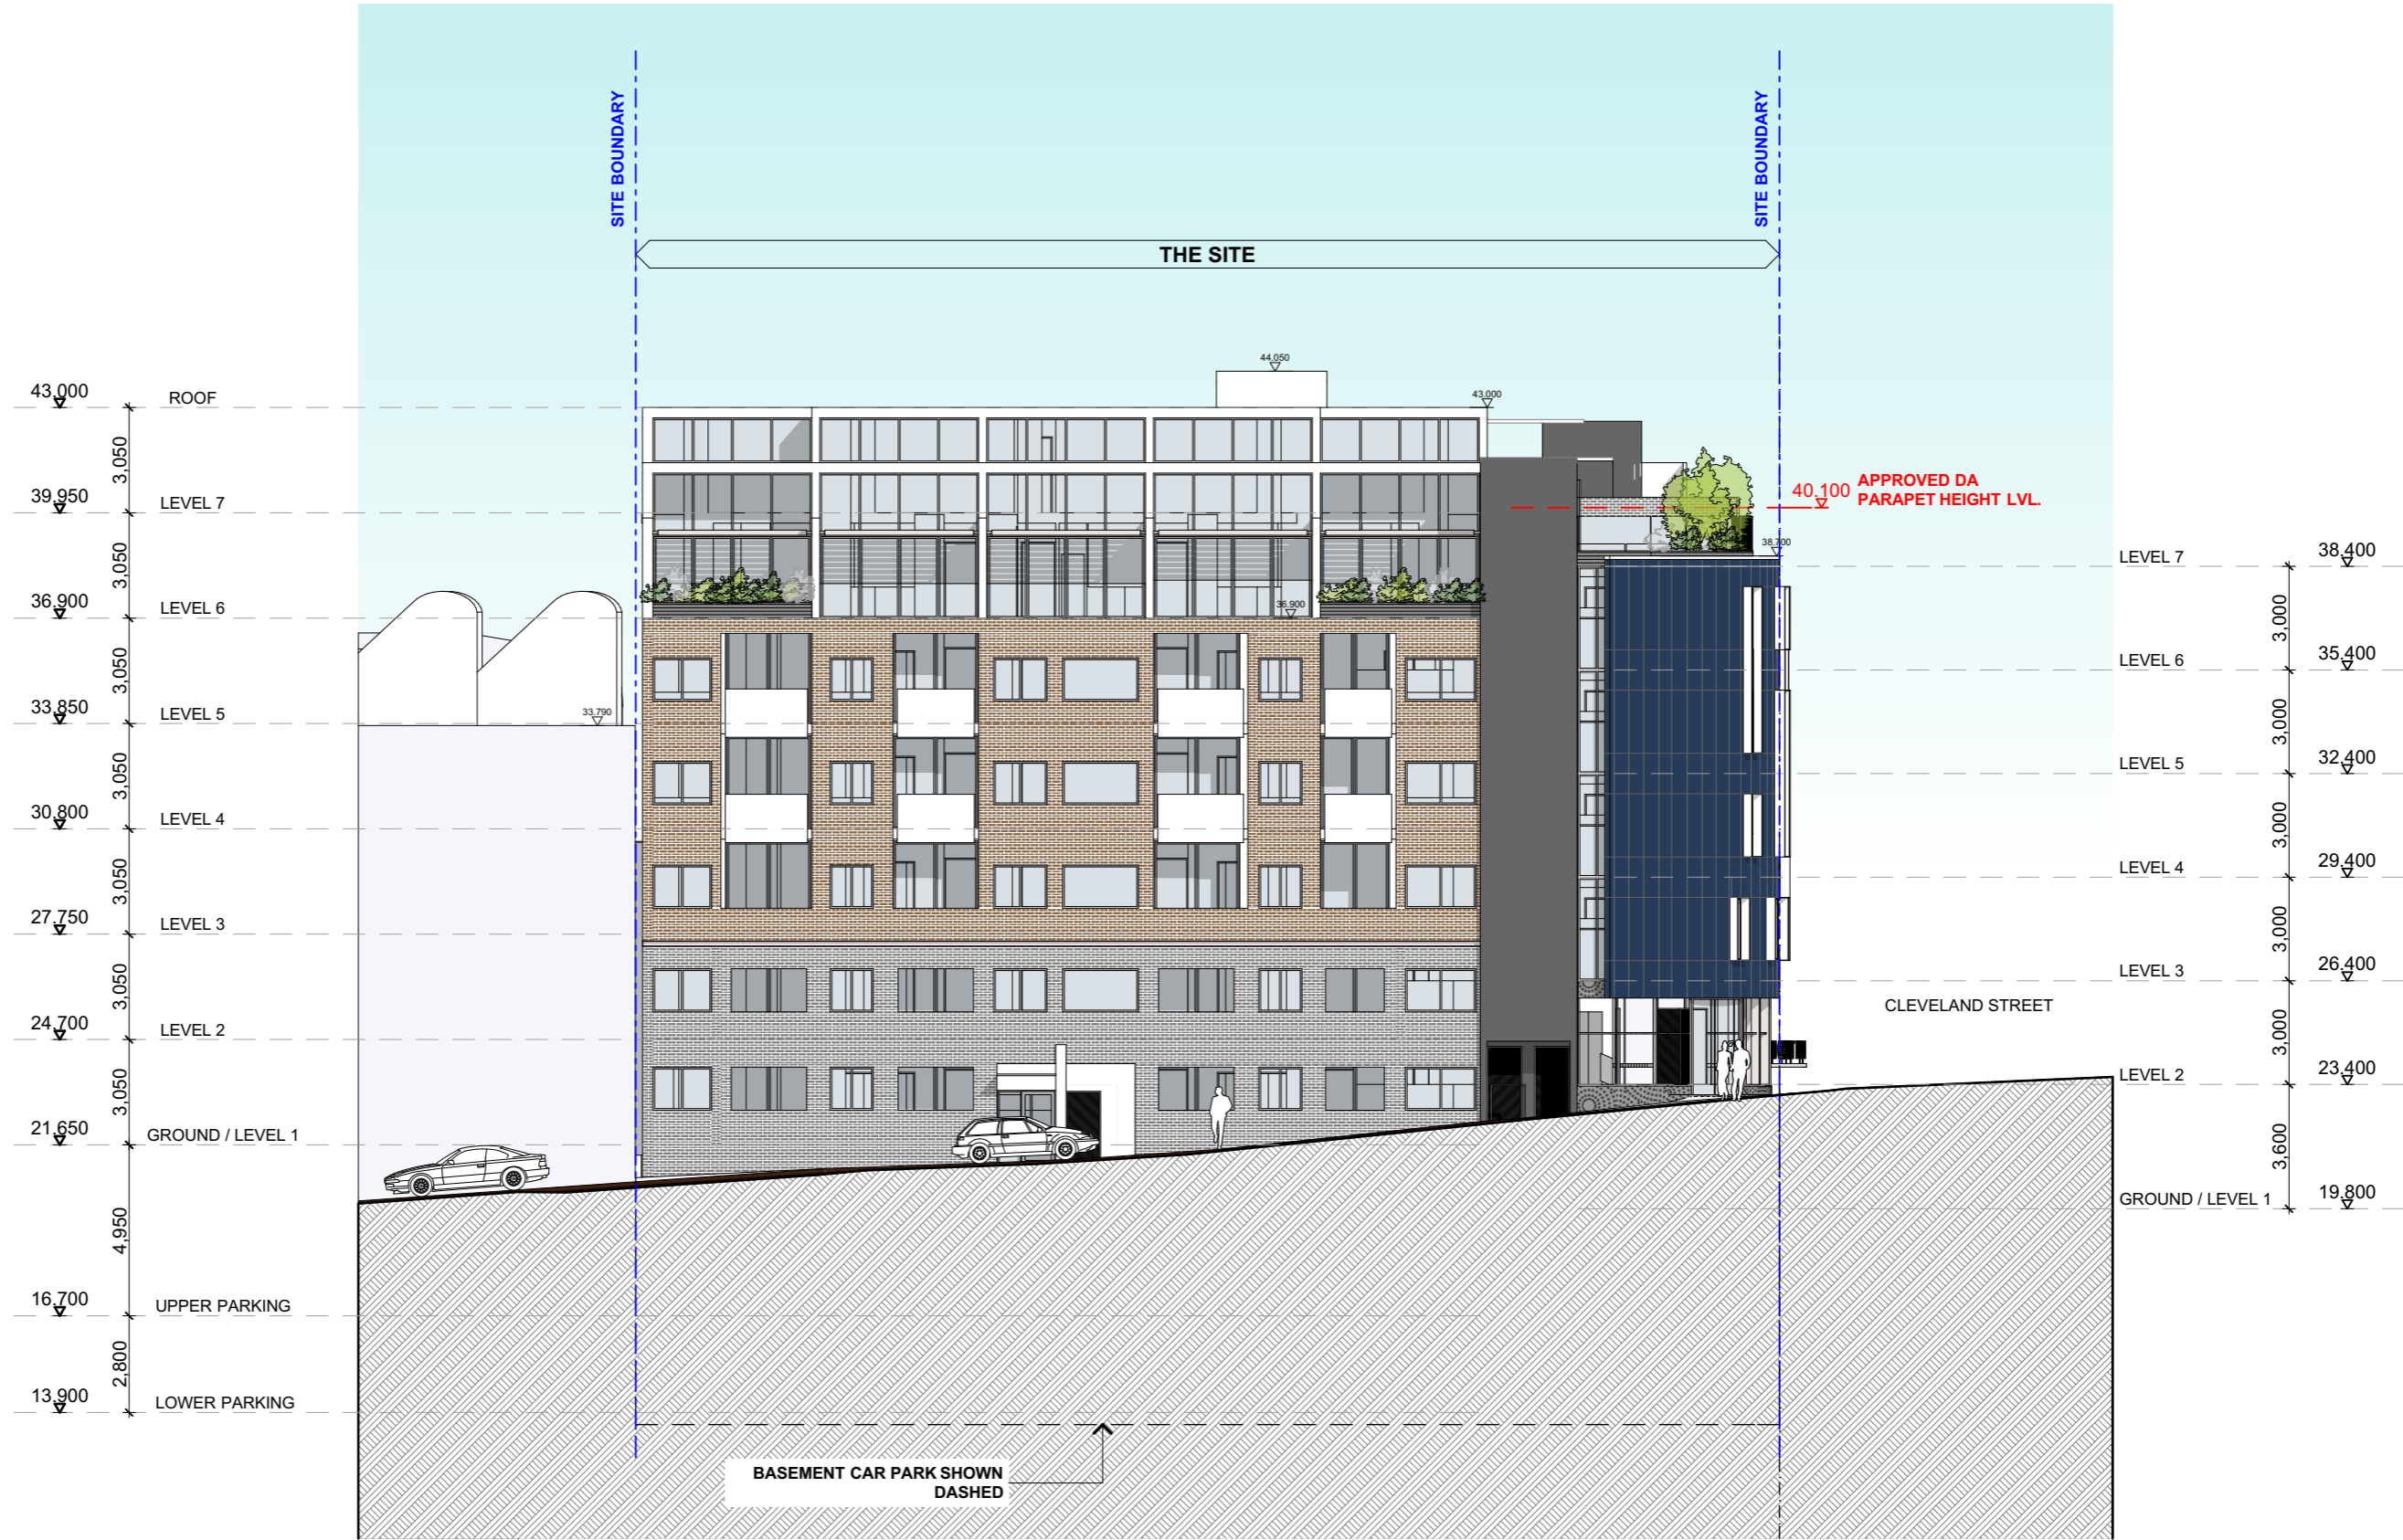 SITE BOUNDARY
SITE BOUNDARY
THE SITE
44.050
43.000
ROOF
43.000
3,050
39.950
LEVEL 7
40.100
APPROVED DA
PARAPET HEIGHT LVL.
38.700
3,050
LEVEL 7
38.400
36.900
LEVEL 6
36.900
3,000
3,050
LEVEL 6
35.400
33.850
LEVEL 5
33.790
3,000
3,050
LEVEL 5
32.400
30.800
LEVEL 4
3,000
3,050
LEVEL 4
29.400
27.750
LEVEL 3
3,000
3,050
LEVEL 3
26.400
CLEVELAND STREET
24.700
LEVEL 2
3,000
3,050
LEVEL 2
23.400
21.650
GROUND / LEVEL 1
3,600
GROUND / LEVEL 1
19.800
4,950
16.700
UPPER PARKING
2,800
13.900
LOWER PARKING
BASEMENT CAR PARK SHOWN
DASHED